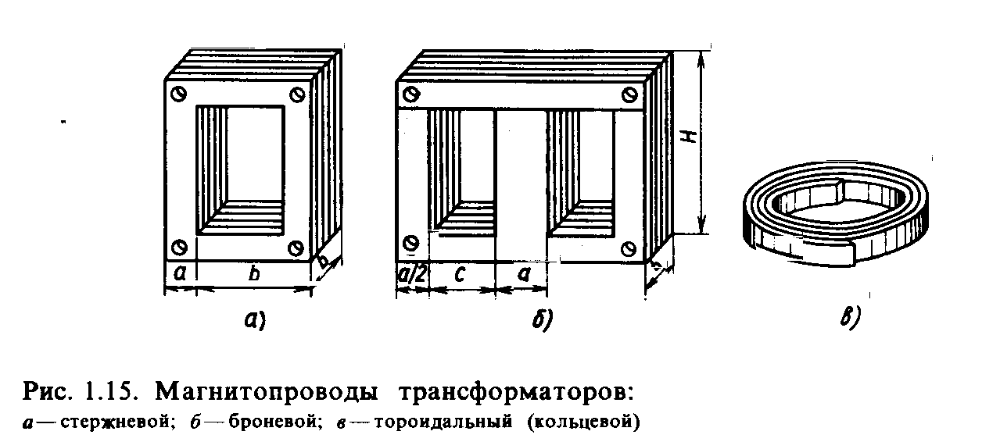 H
a b b a/2 c a
а) б) в)
Рис. 1.15. Магнитопроводы трансформаторов:
а — стержневой; б — броневой; в — тороидальный (кольцевой)